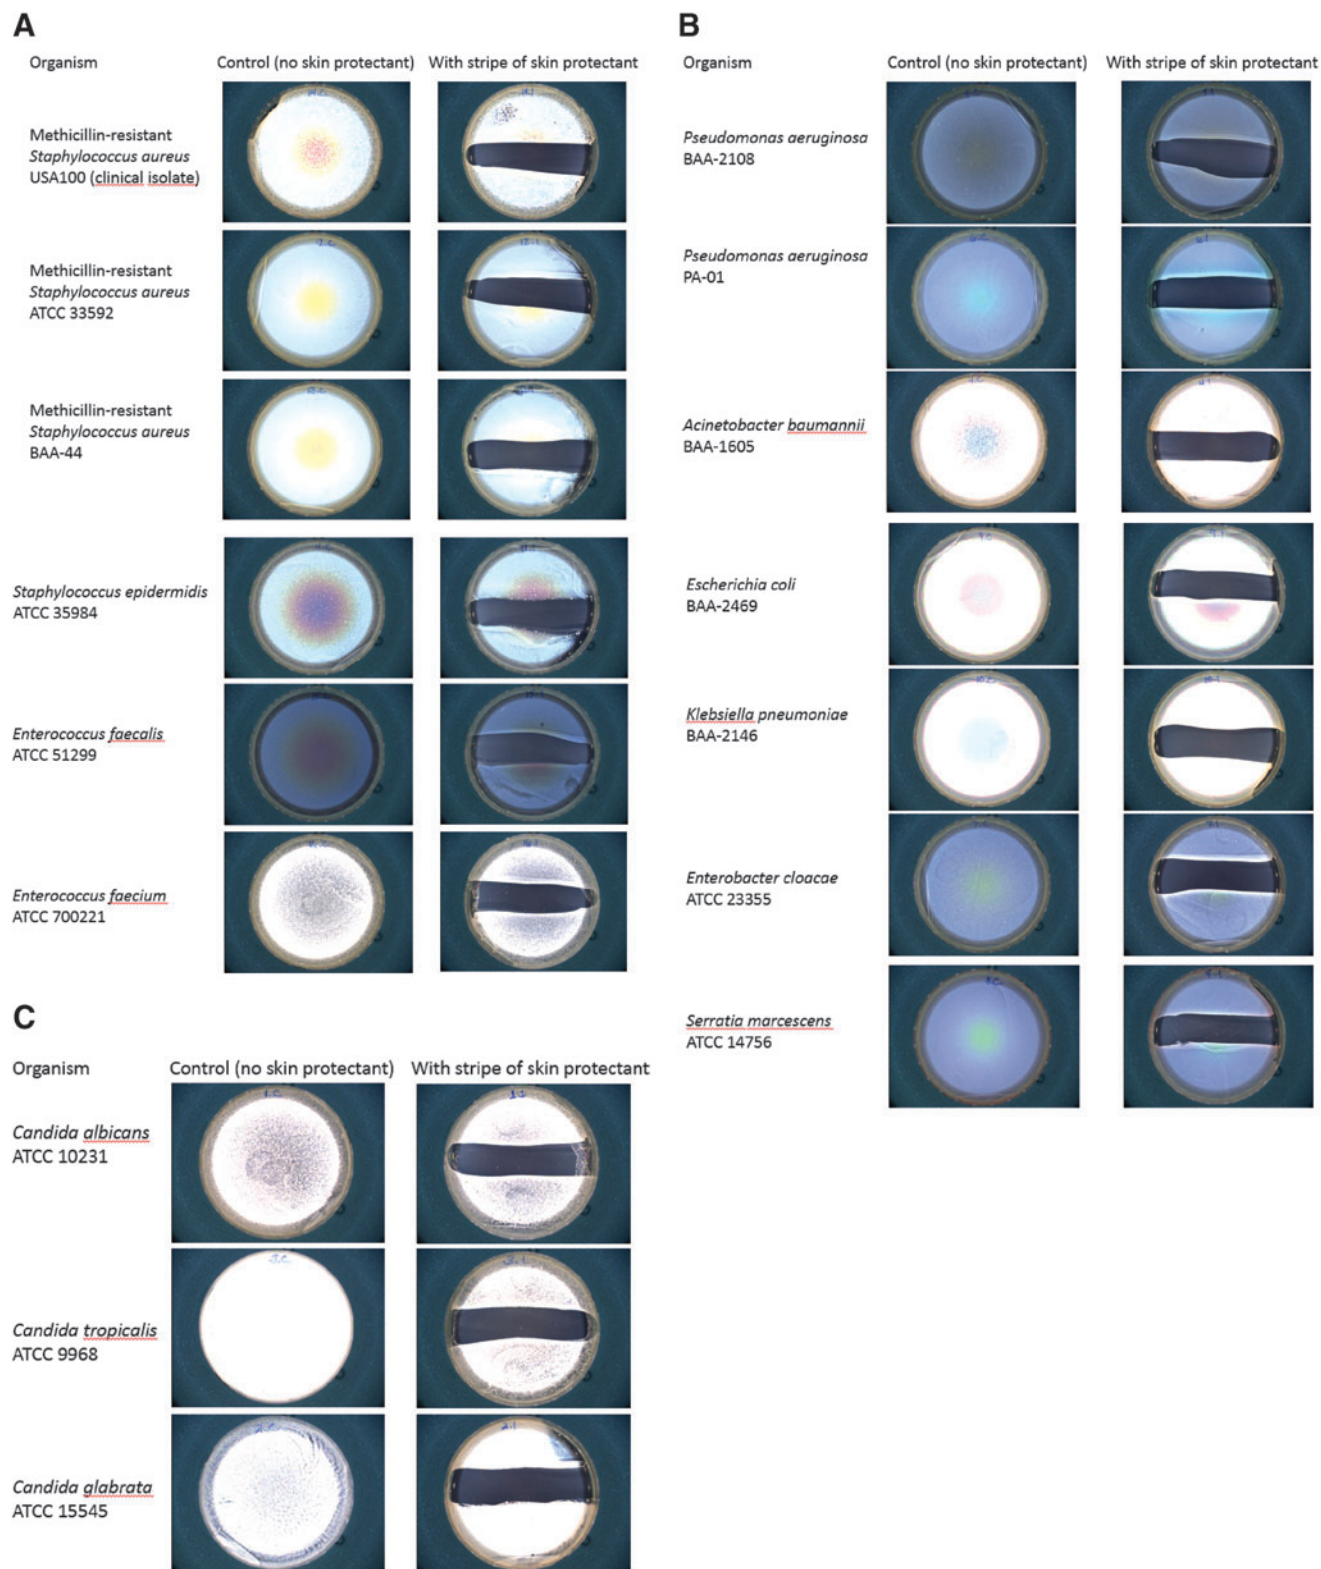 A
Organism
Control (no skin protectant)
With stripe of skin protectant
Methicillin-resistant
Staphylococcus aureus
USA100 (clinical isolate)
Methicillin-resistant
Staphylococcus aureus
ATCC 33592
Methicillin-resistant
Staphylococcus aureus
BAA-44
Staphylococcus epidermidis
ATCC 35984
Enterococcus faecalis
ATCC 51299
Enterococcus faecium
ATCC 700221
B
Organism
Control (no skin protectant)
With stripe of skin protectant
Pseudomonas aeruginosa
BAA-2108
Pseudomonas aeruginosa
PA-01
Acinetobacter baumannii
BAA-1605
Escherichia coli
BAA-2469
Klebsiella pneumoniae
BAA-2146
Enterobacter cloacae
ATCC 23355
Serratia marcescens
ATCC 14756
C
Organism
Control (no skin protectant)
With stripe of skin protectant
Candida albicans
ATCC 10231
Candida tropicalis
ATCC 9968
Candida glabrata
ATCC 15545